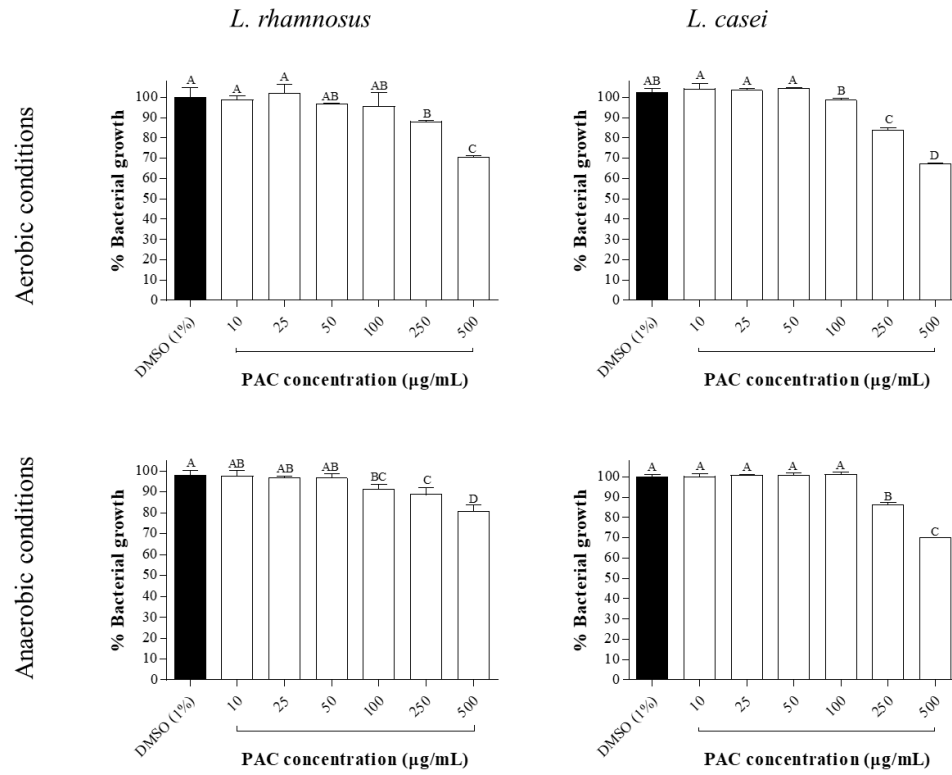 L. rhamnosus
L. casei
Aerobic conditions
% Bacterial growth
100
90
80
70
60
50
40
30
20
10
0
A
A
A
AB
AB
B
C
DMSO (1%)
10
25
50
100
250
500
PAC concentration (µg/mL)
% Bacterial growth
100
90
80
70
60
50
40
30
20
10
0
AB
A
A
A
B
C
D
DMSO (1%)
10
25
50
100
250
500
PAC concentration (µg/mL)
Anaerobic conditions
% Bacterial growth
100
90
80
70
60
50
40
30
20
10
0
A
AB
AB
AB
BC
C
D
DMSO (1%)
10
25
50
100
250
500
PAC concentration (µg/mL)
% Bacterial growth
100
90
80
70
60
50
40
30
20
10
0
A
A
A
A
A
B
C
DMSO (1%)
10
25
50
100
250
500
PAC concentration (µg/mL)